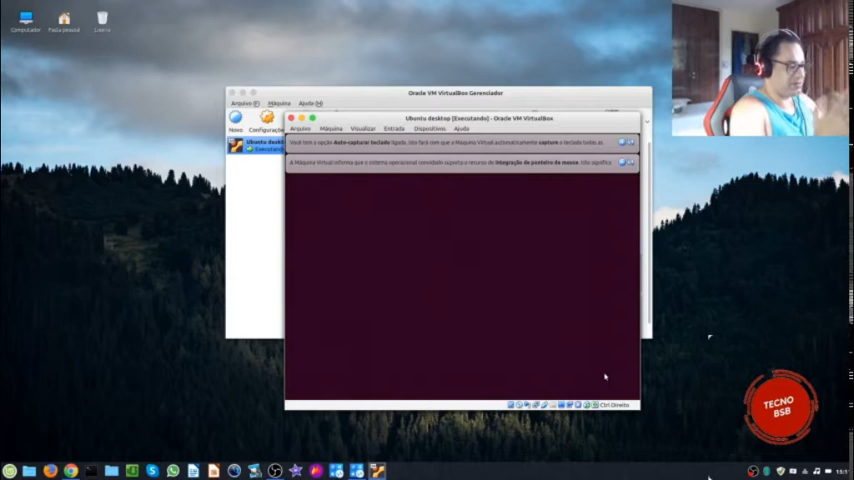 Computador
Pasta pessoal
Lixeira
Oracle VM VirtualBox Gerenciador
Arquivo (F)
Máquina
Ajuda (H)
Novo
Configurações
Ubuntu desktop
Executando
Ubuntu desktop [Executando] - Oracle VM VirtualBox
Arquivo
Máquina
Visualizar
Entrada
Dispositivos
Ajuda
Você tem a opção Auto-capturar teclado ligada. Isto fará com que a Máquina Virtual automaticamente capture o teclado todas as
A Máquina Virtual informa que o sistema operacional convidado suporta o recurso de integração do ponteiro do mouse. Isto significa
Ctrl Direito
TECNO
BSB